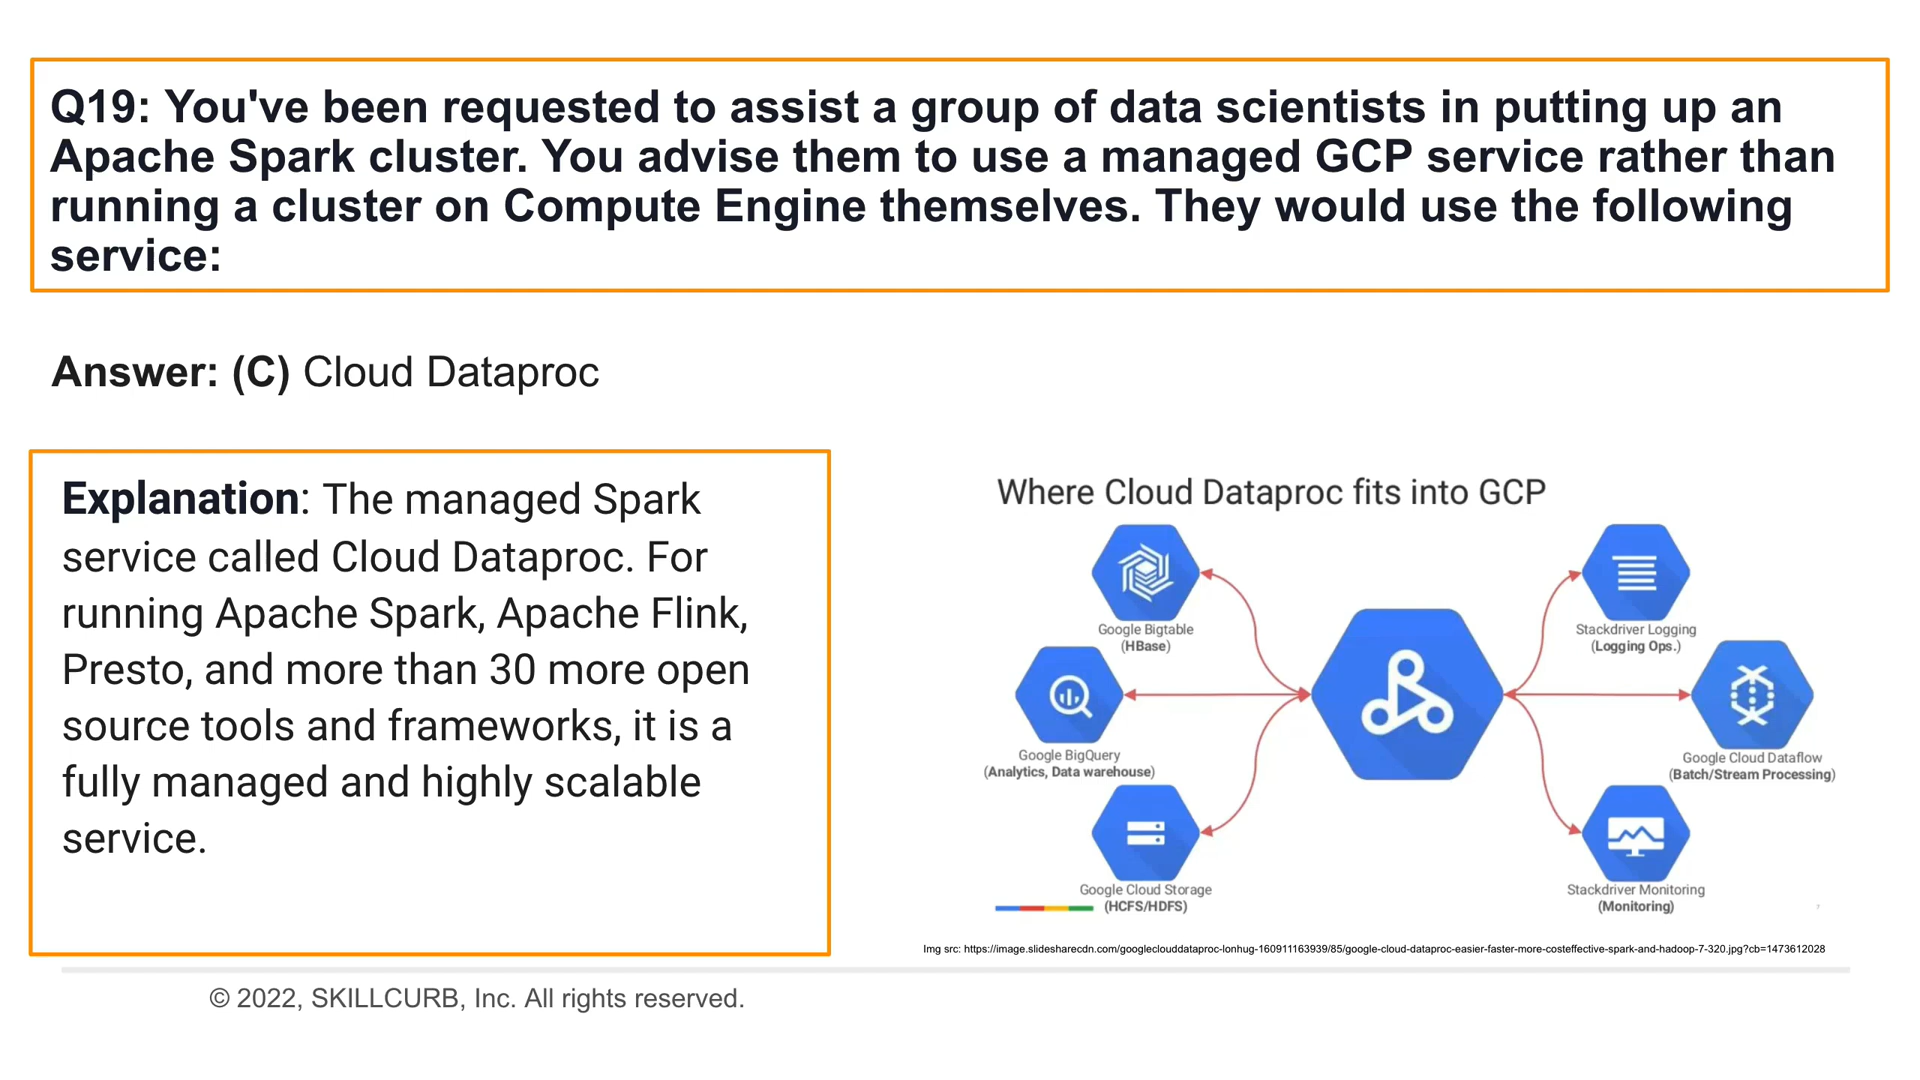 Q19: You've been requested to assist a group of data scientists in putting up an
Apache Spark cluster. You advise them to use a managed GCP service rather than
running a cluster on Compute Engine themselves. They would use the following
service:
Answer: (C) Cloud Dataproc
Explanation: The managed Spark
service called Cloud Dataproc. For
running Apache Spark, Apache Flink,
Presto, and more than 30 more open
source tools and frameworks, it is a
fully managed and highly scalable
service.
Where Cloud Dataproc fits into GCP
Google Bigtable
(HBase)
Stackdriver Logging
(Logging Ops.)
Google BigQuery
(Analytics, Data warehouse)
Google Cloud Dataflow
(Batch/Stream Processing)
Google Cloud Storage
(HCFS/HDFS)
Stackdriver Monitoring
(Monitoring)
Img src: https://image.slidesharecdn.com/googleclouddataproc-lonhug-160911163939/85/google-cloud-dataproc-easier-faster-more-costeffective-spark-and-hadoop-7-320.jpg?cb=1473612028
© 2022, SKILLCURB, Inc. All rights reserved.